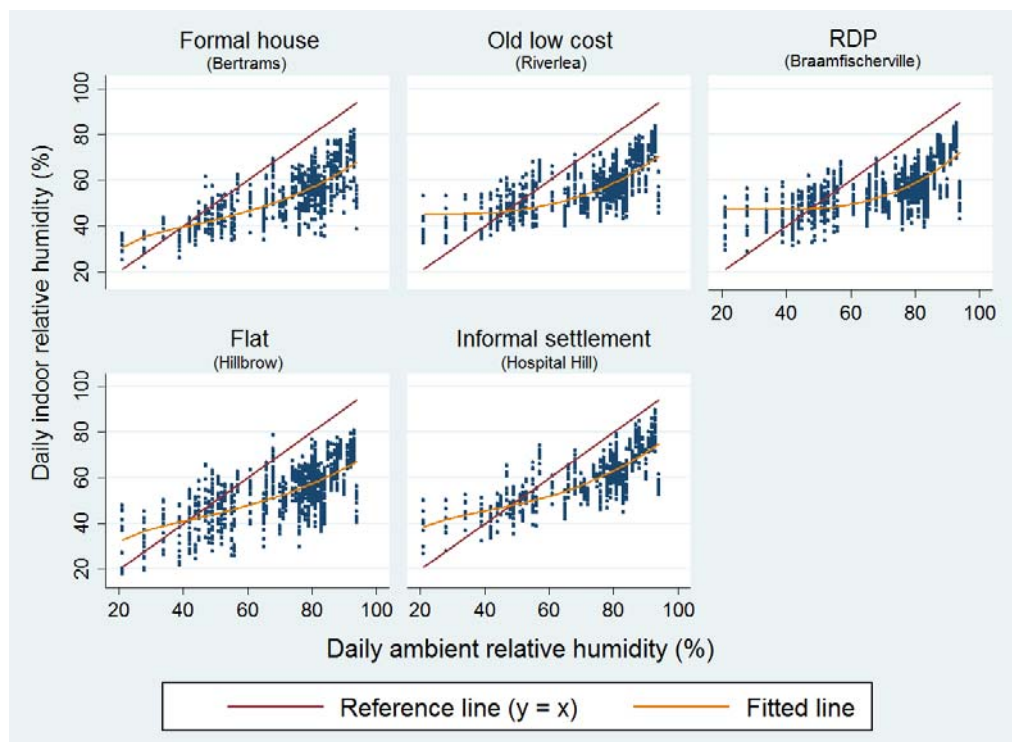 Formal house
(Bertrams)
Old low cost
(Riverlea)
RDP
(Braamfischerville)
100
80
60
40
20
20 40 60 80 100
Flat
(Hillbrow)
Informal settlement
(Hospital Hill)
100
80
60
40
20
20 40 60 80 100
20 40 60 80 100
Daily indoor relative humidity (%)
Daily ambient relative humidity (%)
Reference line (y = x)
Fitted line